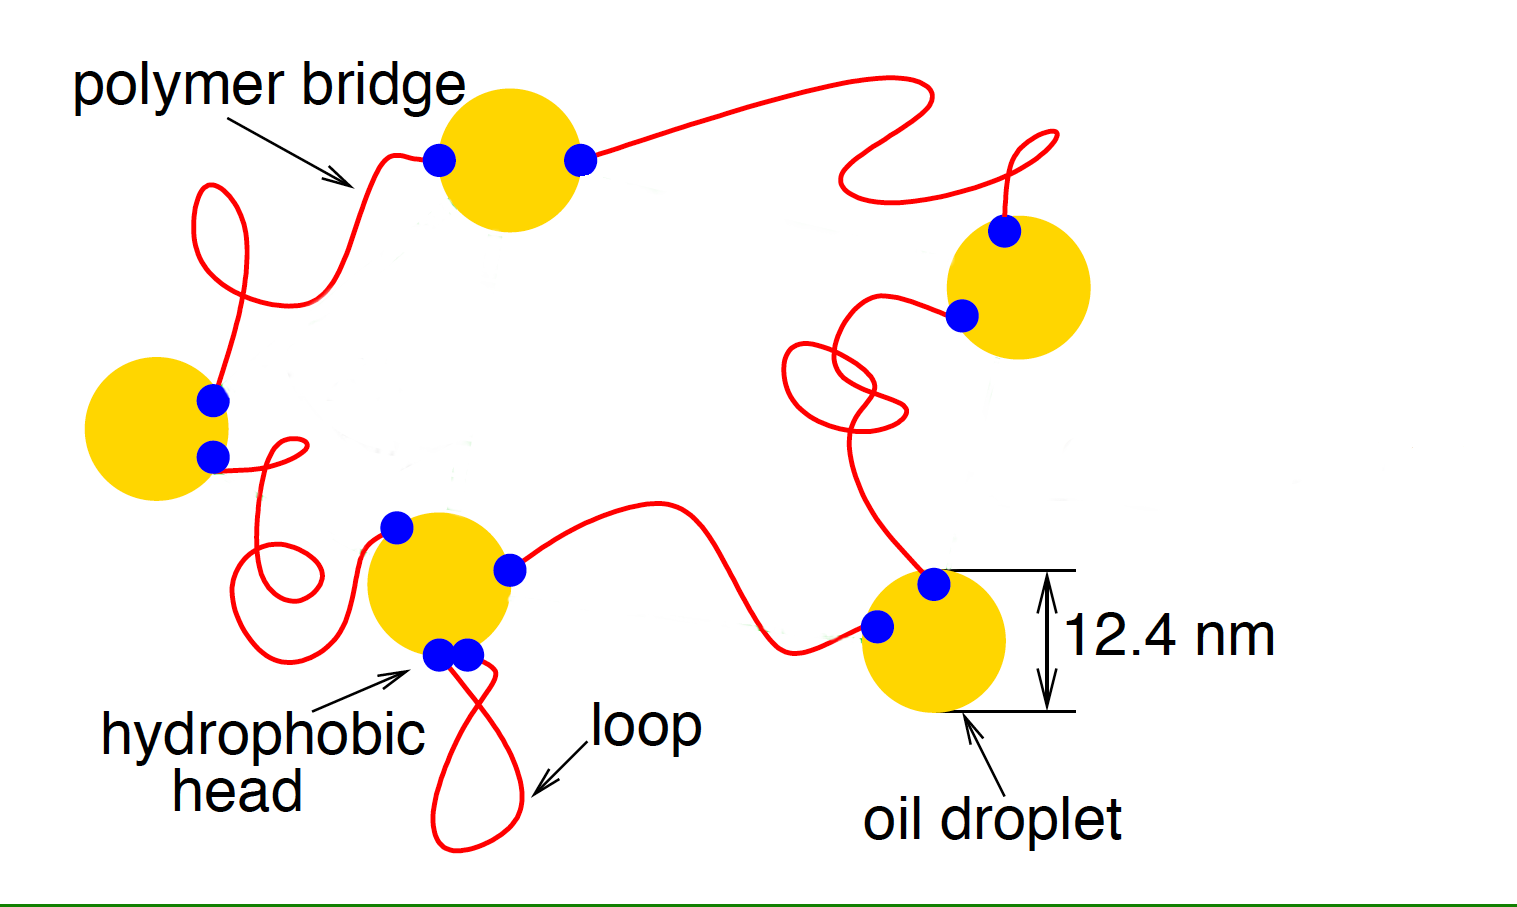 polymer bridge
12.4 nm
hydrophobic
head
loop
oil droplet